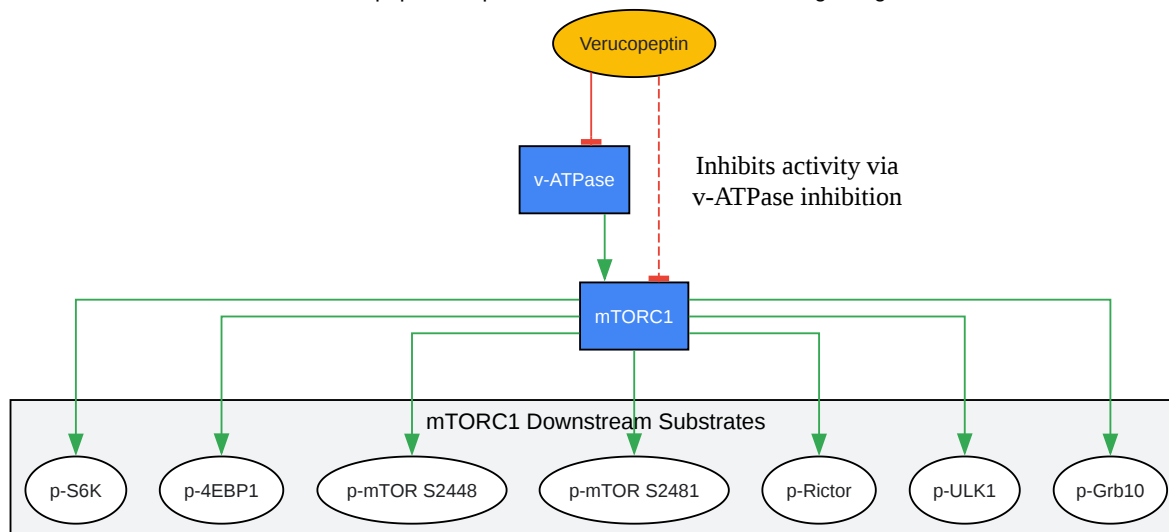 Verucopeptin
v-ATPase
Inhibits activity via
v-ATPase inhibition
mTORC1
mTORC1 Downstream Substrates
p-S6K
p-4EBP1
p-mTOR S2448
p-mTOR S2481
p-Rictor
p-ULK1
p-Grb10